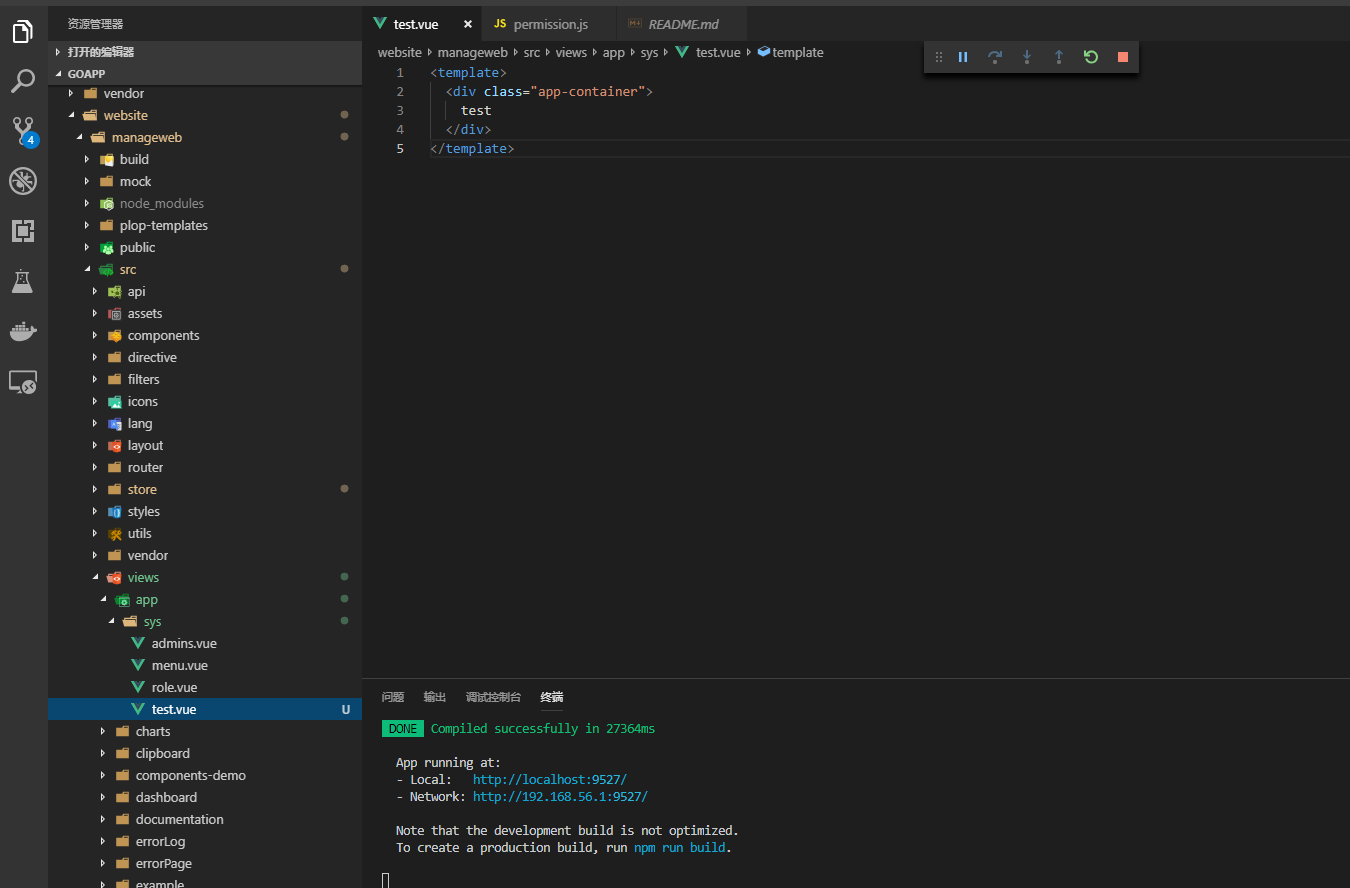 资源管理器
打开的编辑器
GOAPP
vendor
website
manageweb
build
mock
node_modules
plop-templates
public
src
api
assets
components
directive
filters
icons
lang
layout
router
store
styles
utils
vendor
views
app
sys
admins.vue
menu.vue
role.vue
test.vue U
charts
clipboard
components-demo
dashboard
documentation
errorLog
errorPage
example
4
test.vue
JS permission.js
README.md
website manageweb src views app sys test.vue template
1 <template>
2 <div class="app-container">
3 test
4 </div>
5 </template>
问题 输出 调试控制台 终端
DONE Compiled successfully in 27364ms
App running at:
- Local: http://localhost:9527/
- Network: http://192.168.56.1:9527/
Note that the development build is not optimized.
To create a production build, run npm run build.